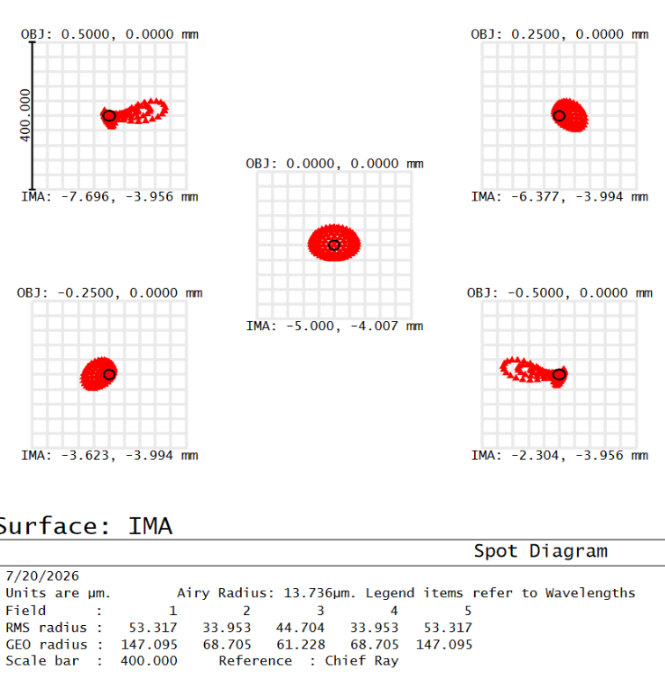 OBJ: 0.5000, 0.0000 mm
OBJ: 0.2500, 0.0000 mm
400.000
IMA: -7.696, -3.956 mm
IMA: -6.377, -3.994 mm
OBJ: 0.0000, 0.0000 mm
IMA: -5.000, -4.007 mm
OBJ: -0.2500, 0.0000 mm
OBJ: -0.5000, 0.0000 mm
IMA: -3.623, -3.994 mm
IMA: -2.304, -3.956 mm
Surface: IMA
Spot Diagram
7/20/2026
Units are µm. Airy Radius: 13.736µm. Legend items refer to Wavelengths
Field : 1 2 3 4 5
RMS radius : 53.317 33.953 44.704 33.953 53.317
GEO radius : 147.095 68.705 61.228 68.705 147.095
Scale bar : 400.000 Reference : Chief Ray